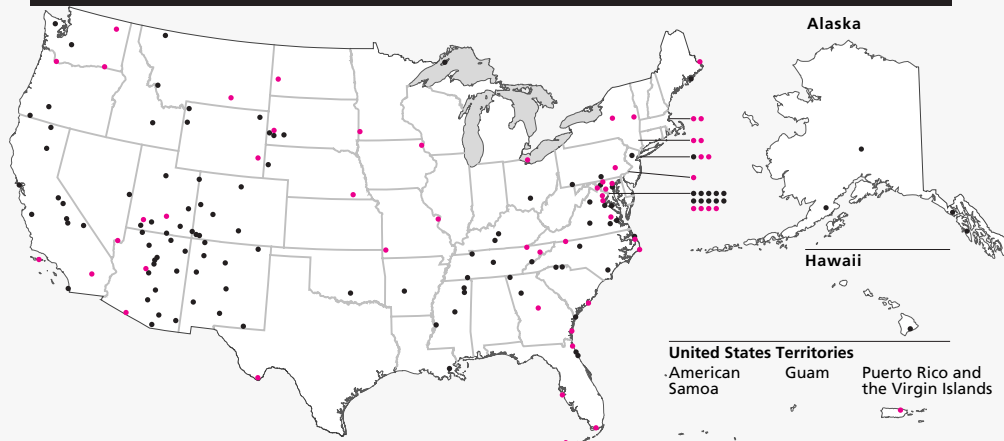 Alaska
Hawaii
United States Territories
American
Samoa
Guam
Puerto Rico and
the Virgin Islands